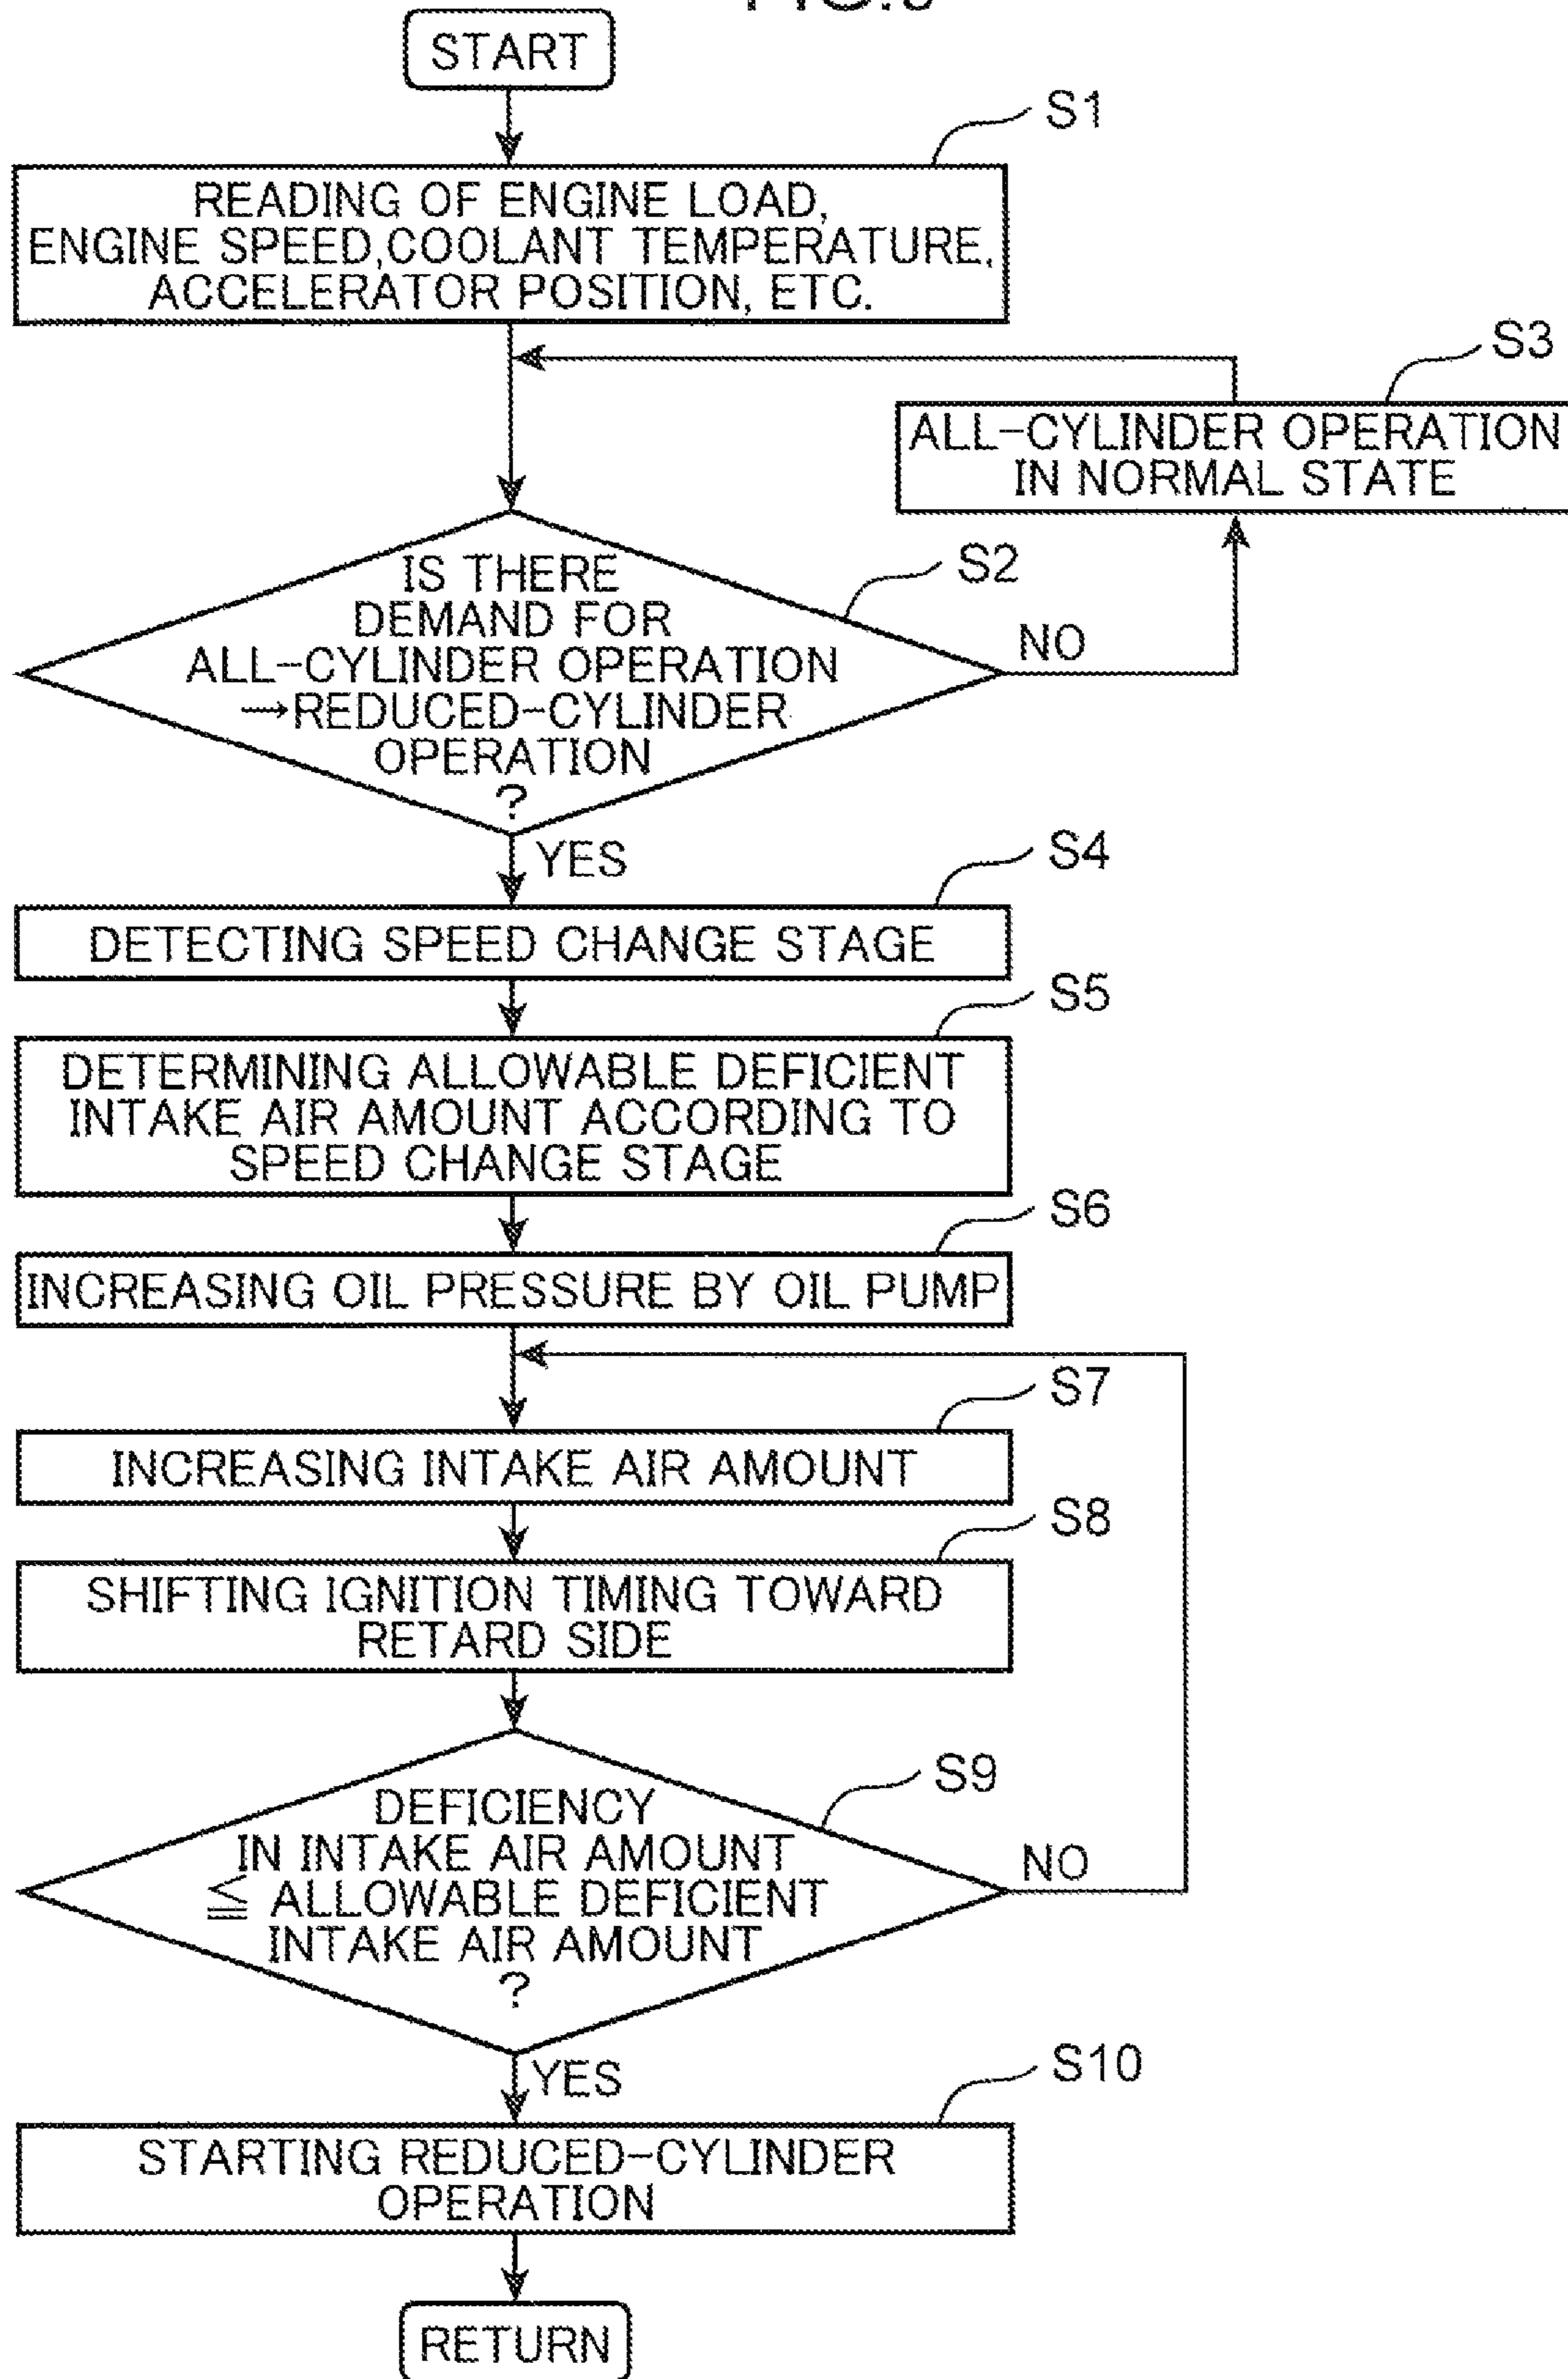 START
S1
READING OF ENGINE LOAD,
ENGINE SPEED,COOLANT TEMPERATURE,
ACCELERATOR POSITION, ETC.
S3
ALL-CYLINDER OPERATION
IN NORMAL STATE
S2
IS THERE
DEMAND FOR
ALL-CYLINDER OPERATION
→REDUCED-CYLINDER
OPERATION
?
NO
YES
S4
DETECTING SPEED CHANGE STAGE
S5
DETERMINING ALLOWABLE DEFICIENT
INTAKE AIR AMOUNT ACCORDING TO
SPEED CHANGE STAGE
S6
INCREASING OIL PRESSURE BY OIL PUMP
S7
INCREASING INTAKE AIR AMOUNT
S8
SHIFTING IGNITION TIMING TOWARD
RETARD SIDE
S9
DEFICIENCY
IN INTAKE AIR AMOUNT
≦ ALLOWABLE DEFICIENT
INTAKE AIR AMOUNT
?
NO
YES
S10
STARTING REDUCED-CYLINDER
OPERATION
RETURN